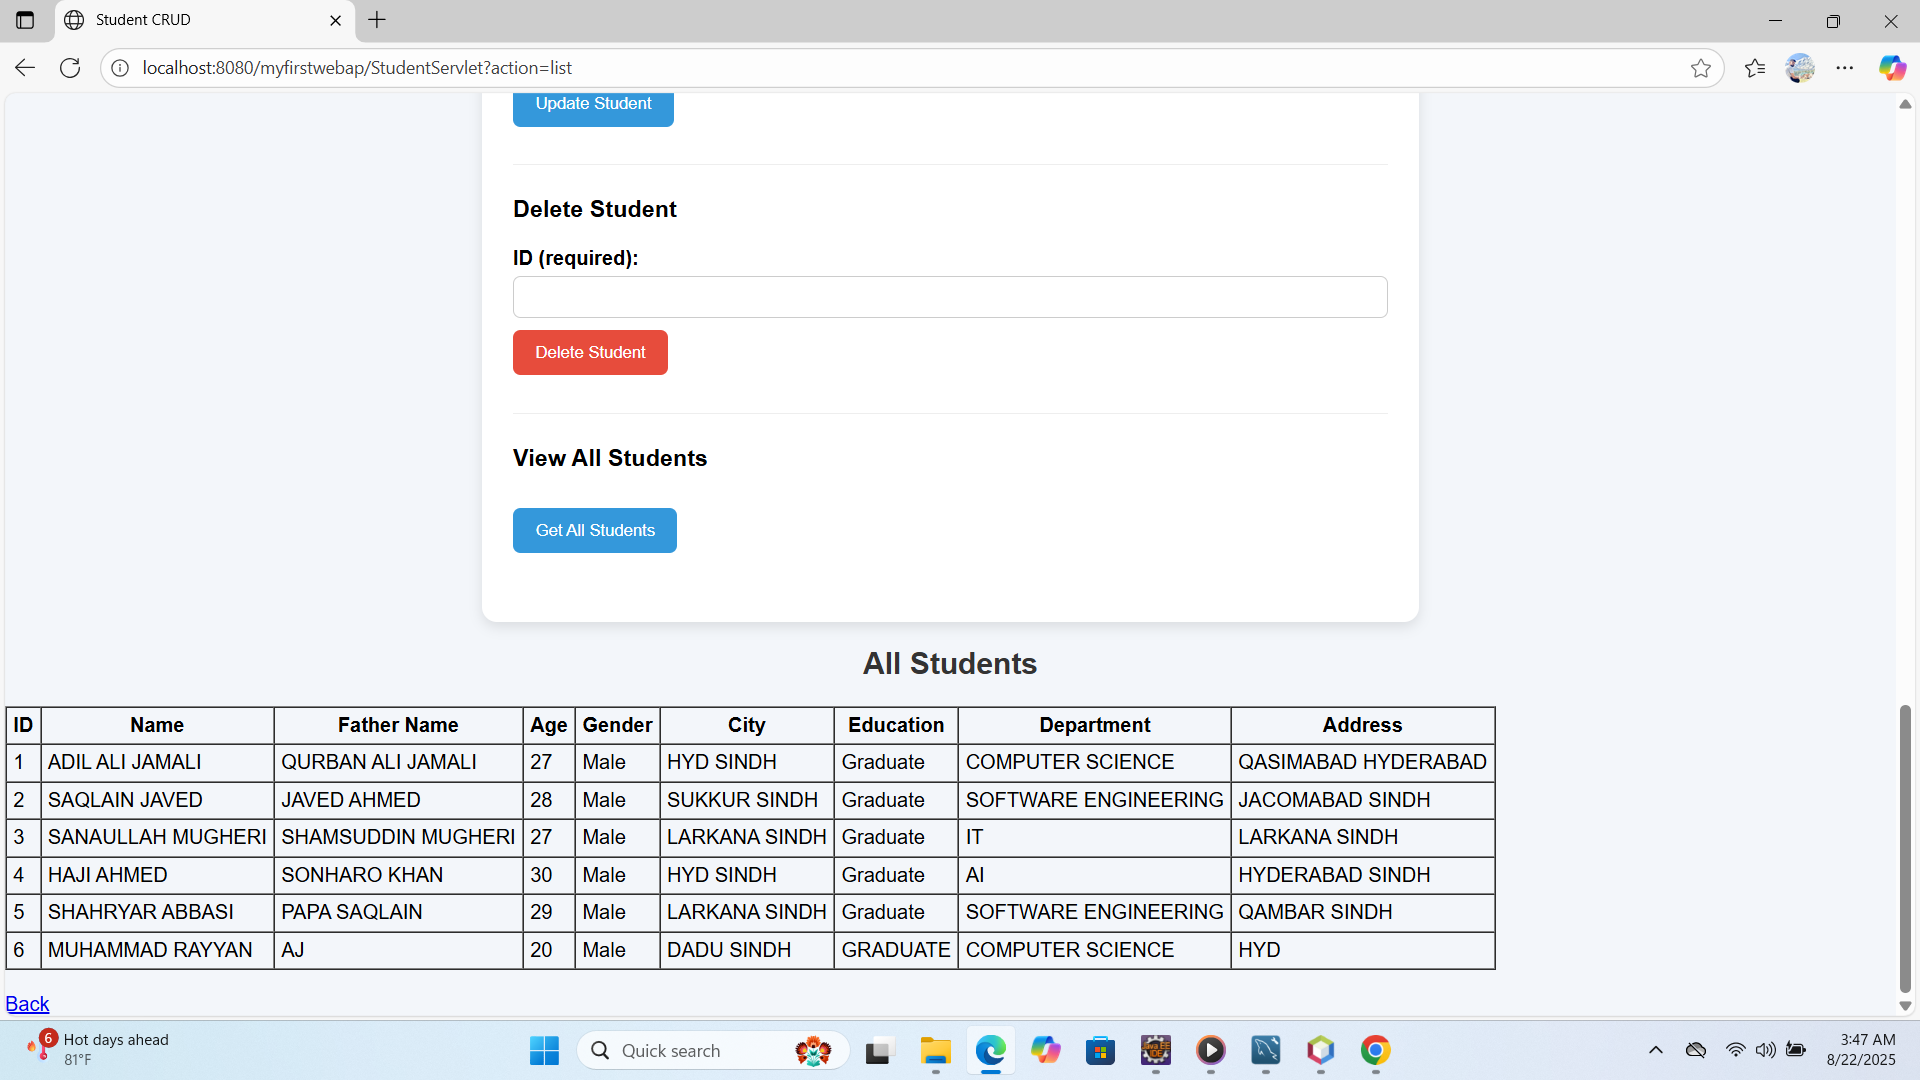 Student CRUD
localhost:8080/myfirstwebap/StudentServlet?action=list
Update Student
Delete Student
ID (required):
Delete Student
View All Students
Get All Students
All Students
ID Name Father Name Age Gender City Education Department Address
1 ADIL ALI JAMALI QURBAN ALI JAMALI 27 Male HYD SINDH Graduate COMPUTER SCIENCE QASIMABAD HYDERABAD
2 SAQLAIN JAVED JAVED AHMED 28 Male SUKKUR SINDH Graduate SOFTWARE ENGINEERING JACOMABAD SINDH
3 SANAULLAH MUGHERI SHAMSUDDIN MUGHERI 27 Male LARKANA SINDH Graduate IT LARKANA SINDH
4 HAJI AHMED SONHARO KHAN 30 Male HYD SINDH Graduate AI HYDERABAD SINDH
5 SHAHRYAR ABBASI PAPA SAQLAIN 29 Male LARKANA SINDH Graduate SOFTWARE ENGINEERING QAMBAR SINDH
6 MUHAMMAD RAYYAN AJ 20 Male DADU SINDH GRADUATE COMPUTER SCIENCE HYD
Back
6 Hot days ahead
81°F
Quick search
Java EE
IDE
3:47 AM
8/22/2025